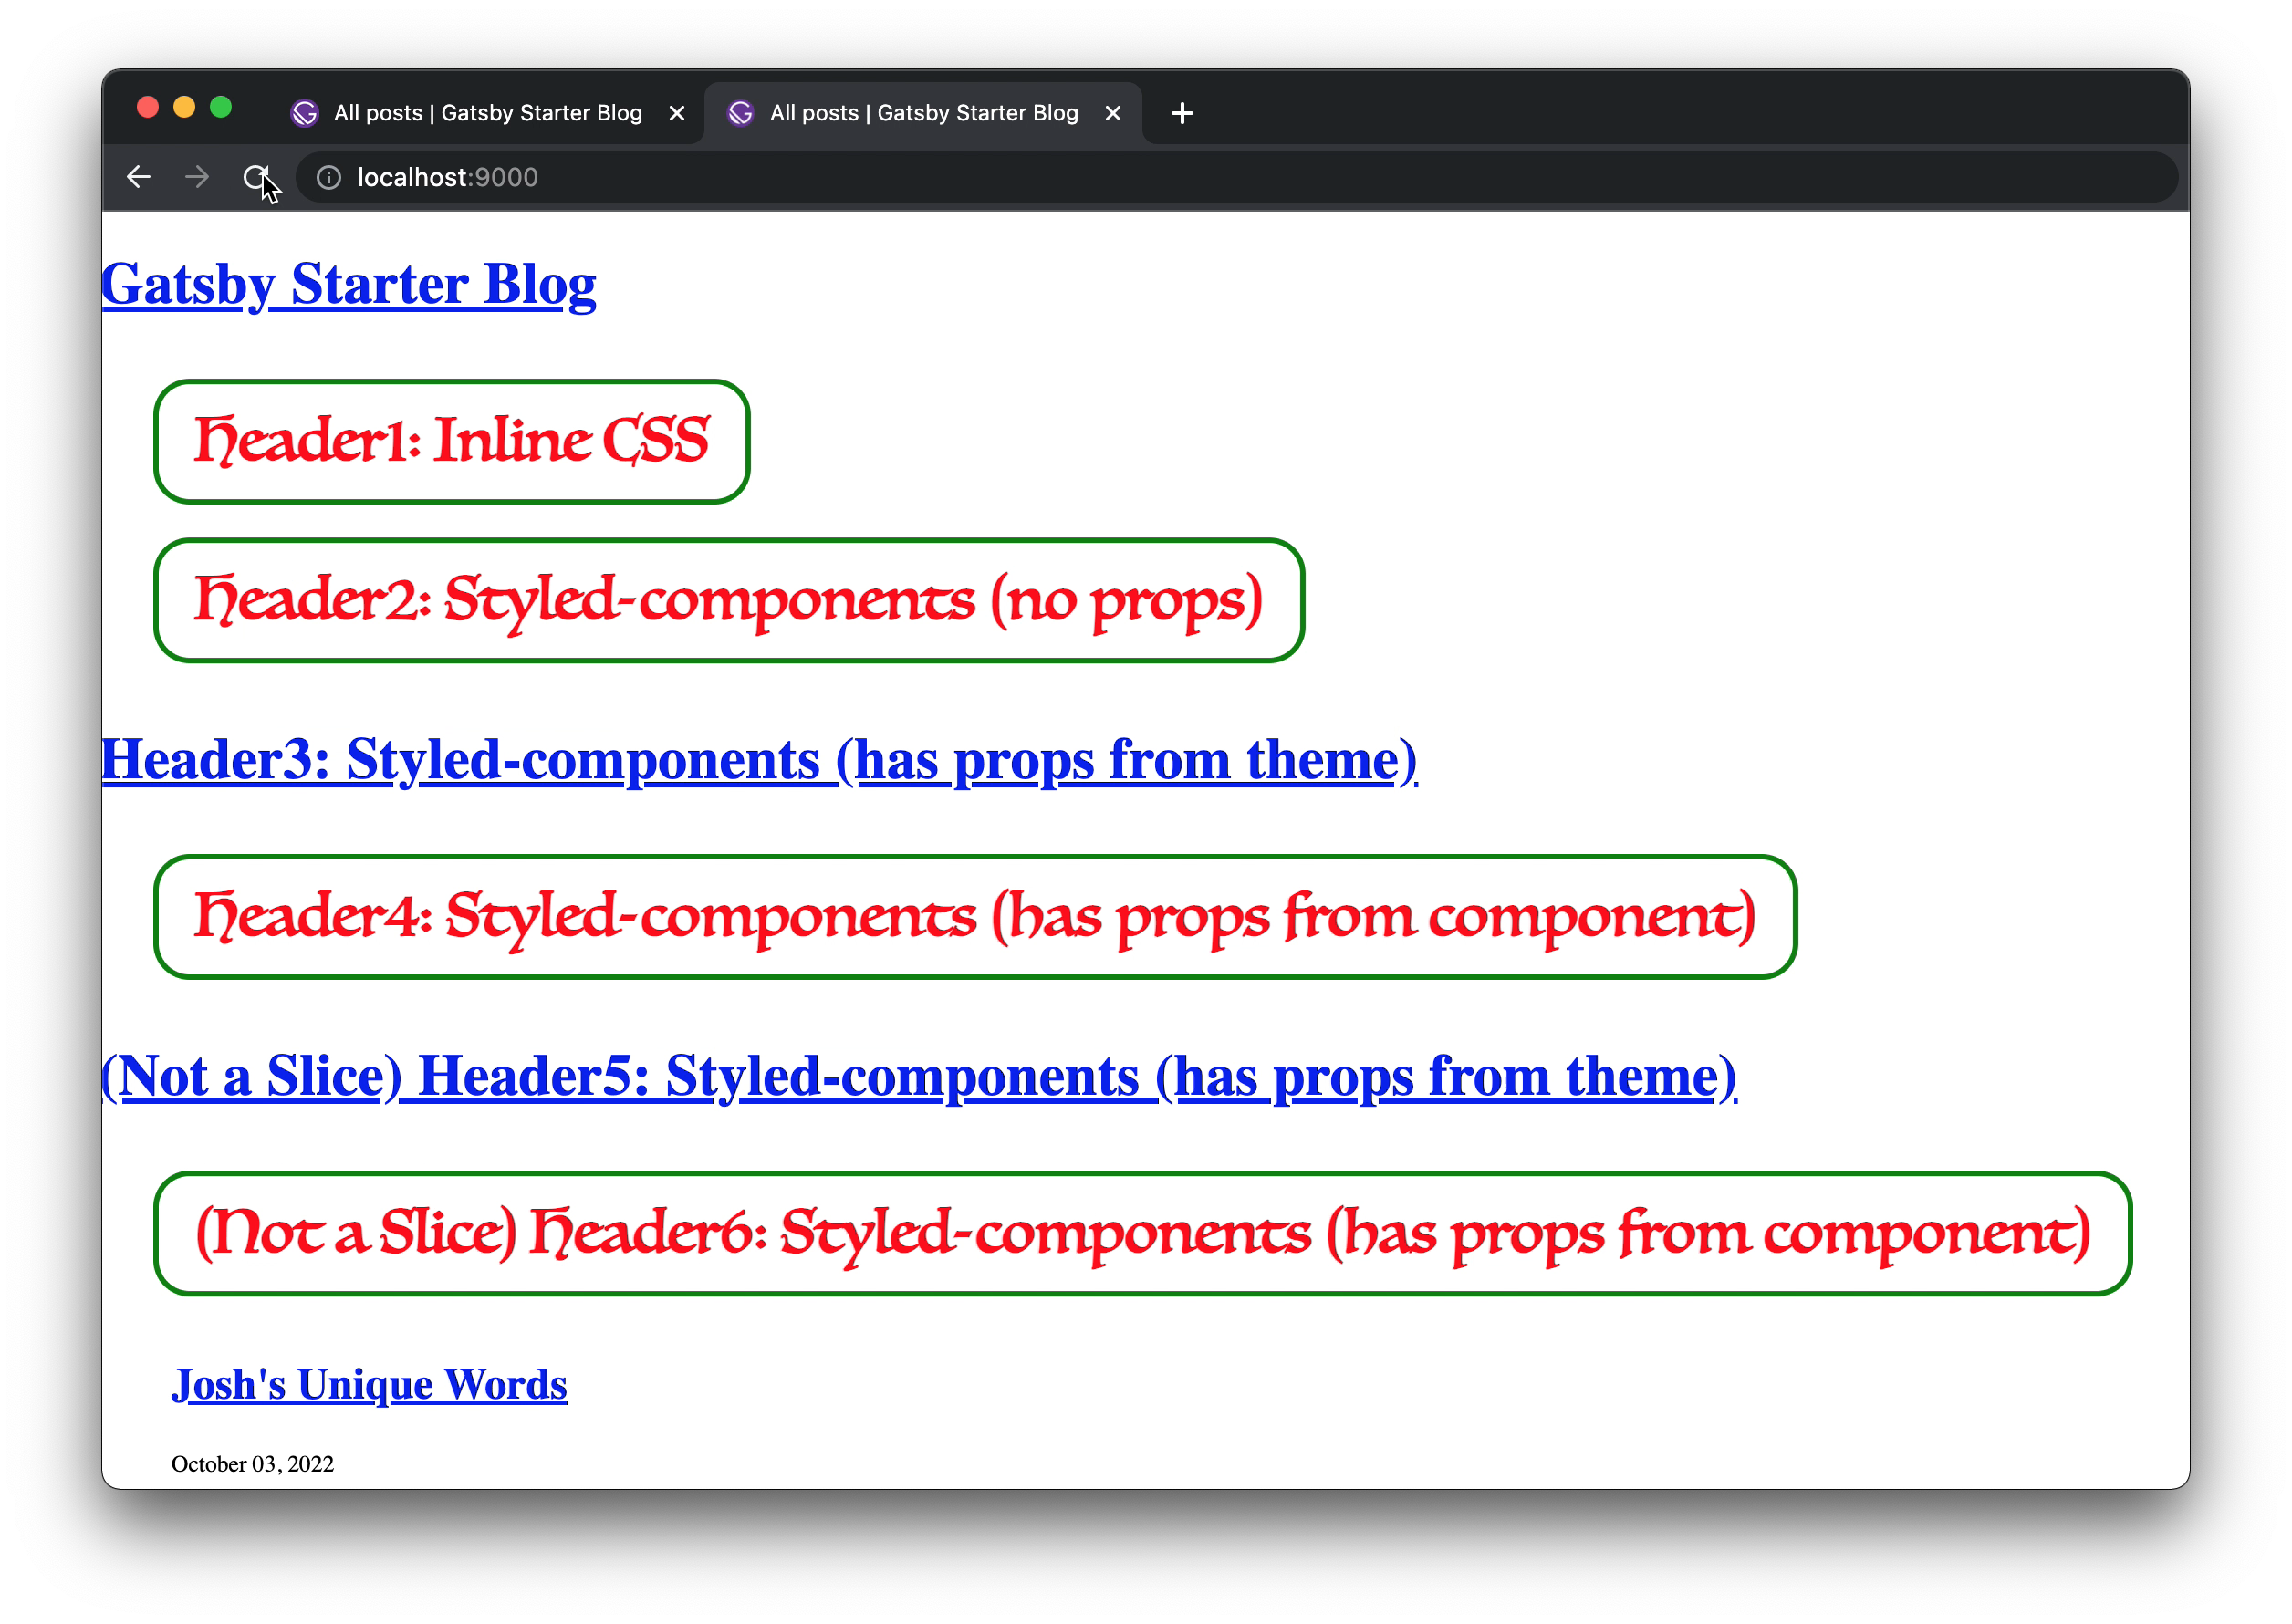 All posts | Gatsby Starter Blog
All posts | Gatsby Starter Blog
localhost:9000
Gatsby Starter Blog
Header1: Inline CSS
Header2: Styled-components (no props)
Header3: Styled-components (has props from theme)
Header4: Styled-components (has props from component)
(Not a Slice) Header5: Styled-components (has props from theme)
(Not a Slice) Header6: Styled-components (has props from component)
Josh's Unique Words
October 03, 2022